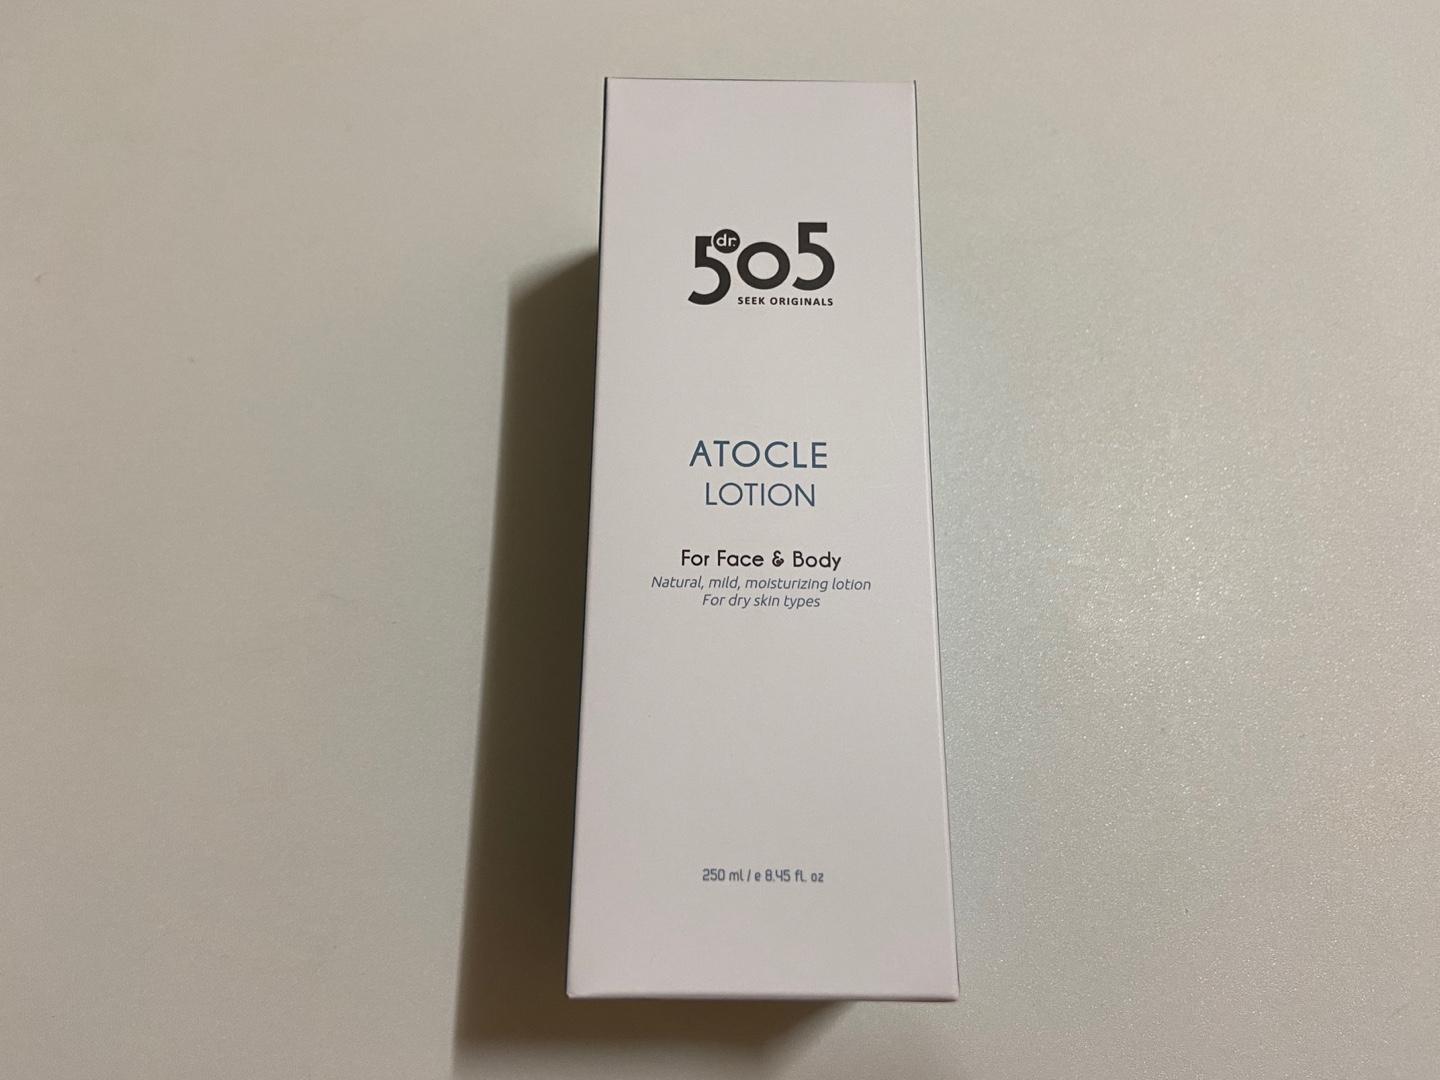 dr.
505
SEEK ORIGINALS
ATOCLE
LOTION
For Face & Body
Natural, mild, moisturizing lotion
For dry skin types
250 ml / e 8.45 fl. oz